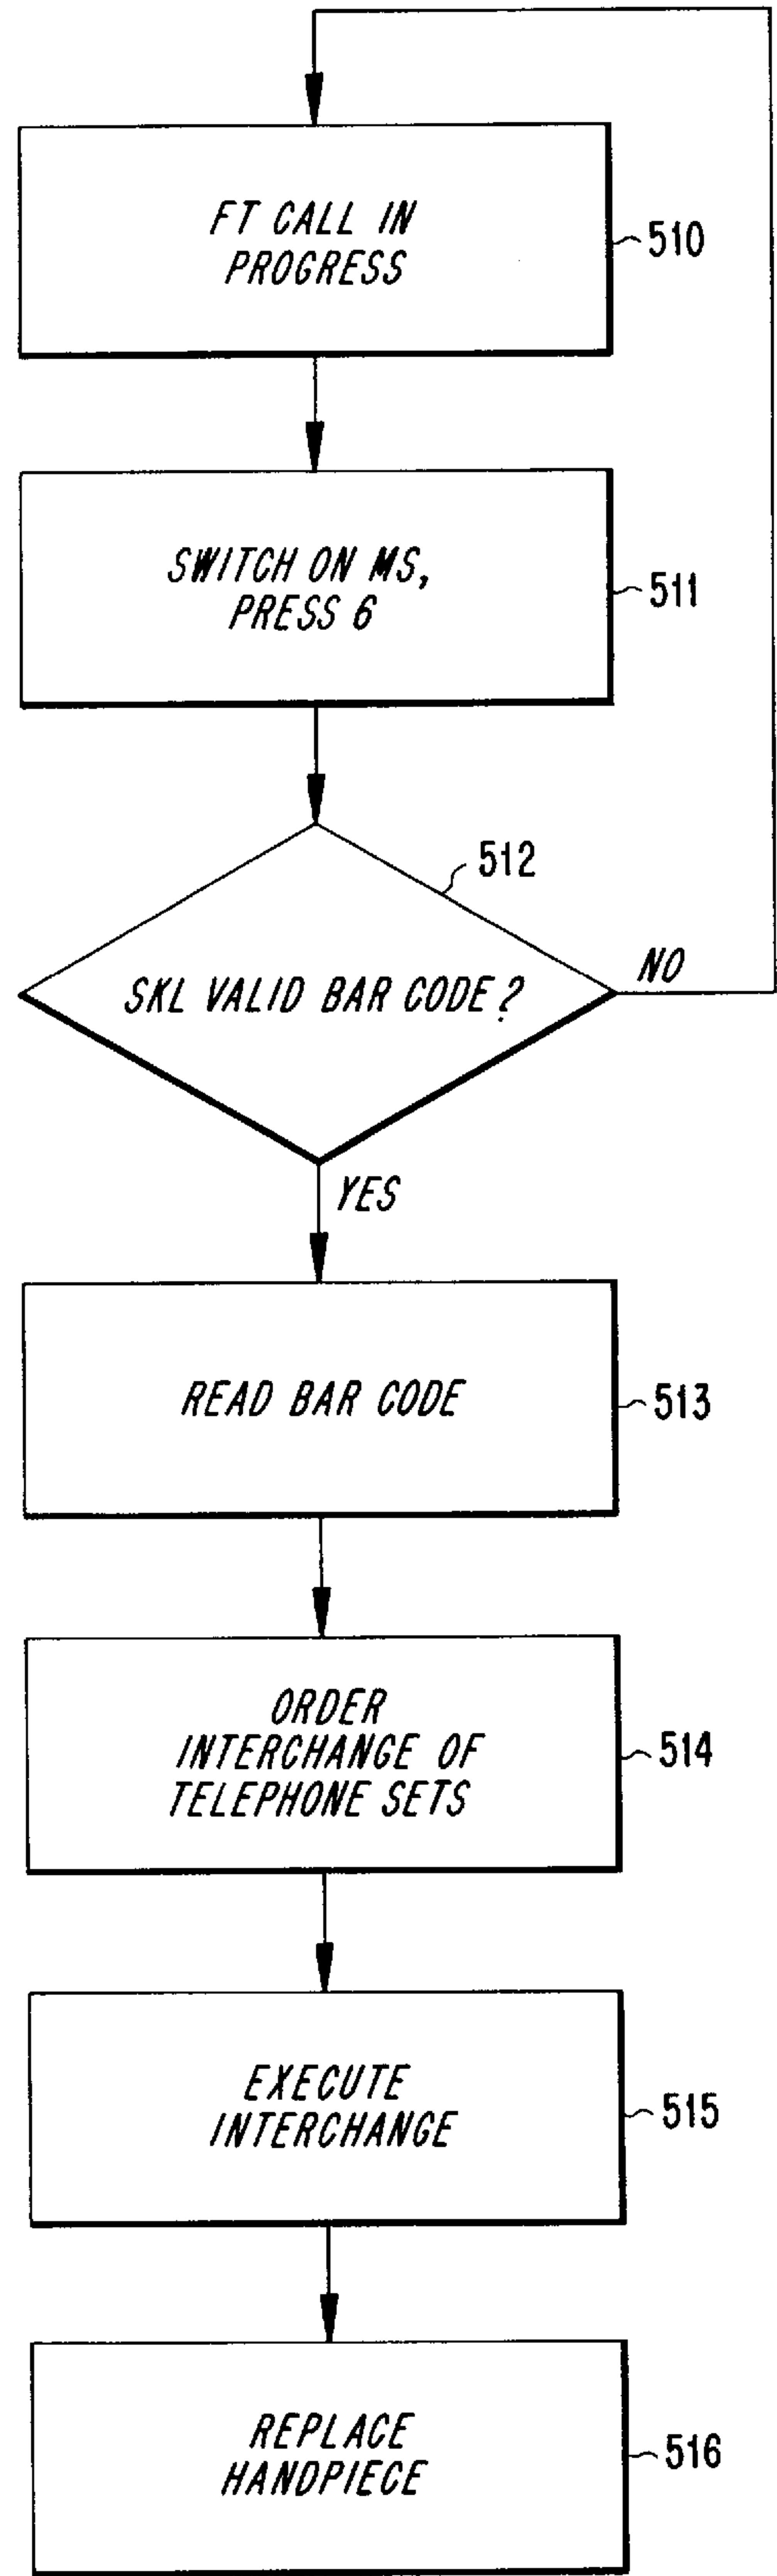 FT CALL IN
PROGRESS
510
SWITCH ON MS,
PRESS 6
511
512
SKL VALID BAR CODE?
NO
YES
READ BAR CODE
513
ORDER
INTERCHANGE OF
TELEPHONE SETS
514
EXECUTE
INTERCHANGE
515
REPLACE
HANDPIECE
516